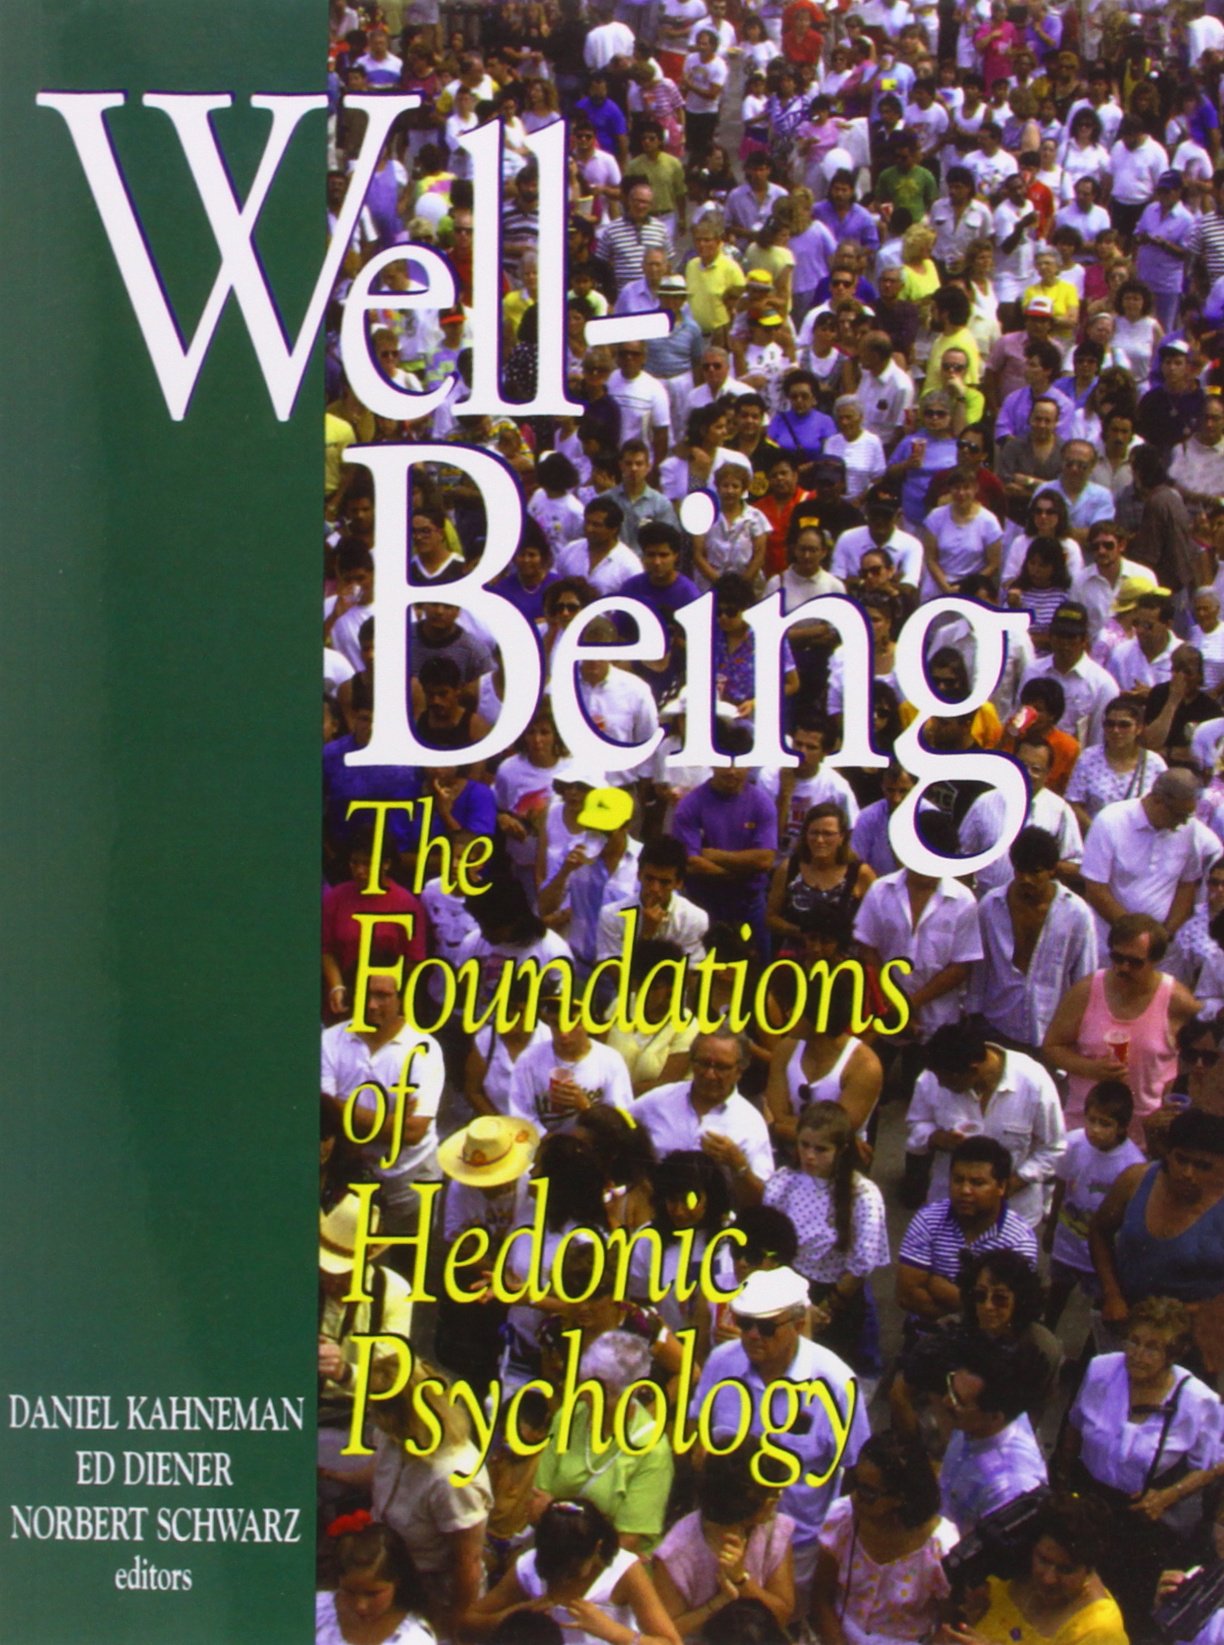 Well-
Being
The
Foundations
of
Hedonic
Psychology
DANIEL KAHNEMAN
ED DIENER
NORBERT SCHWARZ
editors